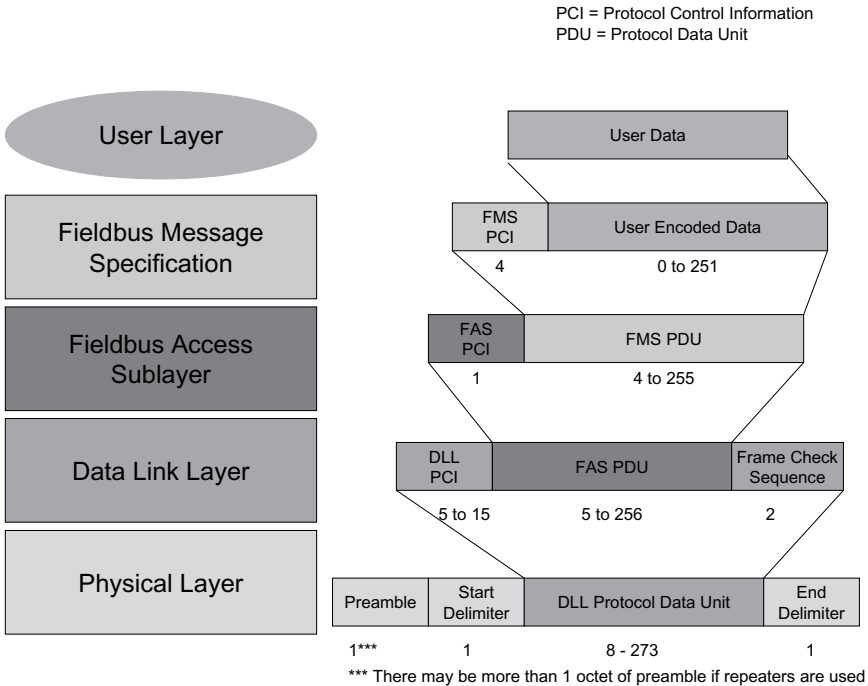 PCI = Protocol Control Information
PDU = Protocol Data Unit
User Layer
User Data
Fieldbus Message
Specification
FMS
PCI
User Encoded Data
4
0 to 251
Fieldbus Access
Sublayer
FAS
PCI
FMS PDU
1
4 to 255
Data Link Layer
DLL
PCI
FAS PDU
Frame Check
Sequence
5 to 15
5 to 256
2
Physical Layer
Preamble
Start
Delimiter
DLL Protocol Data Unit
End
Delimiter
1***
1
8 - 273
1
*** There may be more than 1 octet of preamble if repeaters are used